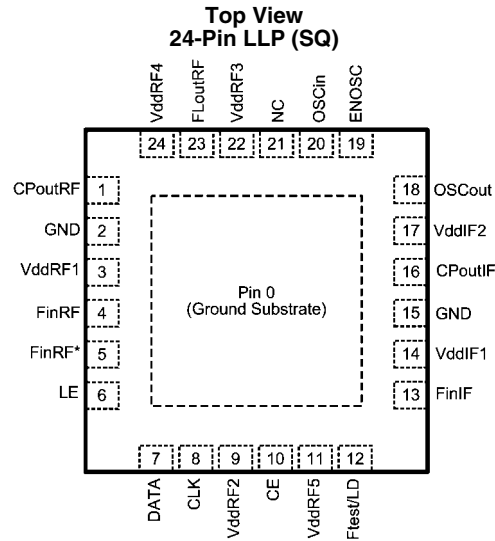 Top View
24-Pin LLP (SQ)
VddRF4
FLoutRF
VddRF3
NC
OSCin
ENOSC
24 23 22 21 20 19
CPoutRF 1
GND 2
VddRF1 3
FinRF 4
FinRF* 5
LE 6
Pin 0
(Ground Substrate)
18 OSCout
17 VddIF2
16 CPoutIF
15 GND
14 VddIF1
13 FinIF
7 8 9 10 11 12
DATA
CLK
VddRF2
CE
VddRF5
Ftest/LD